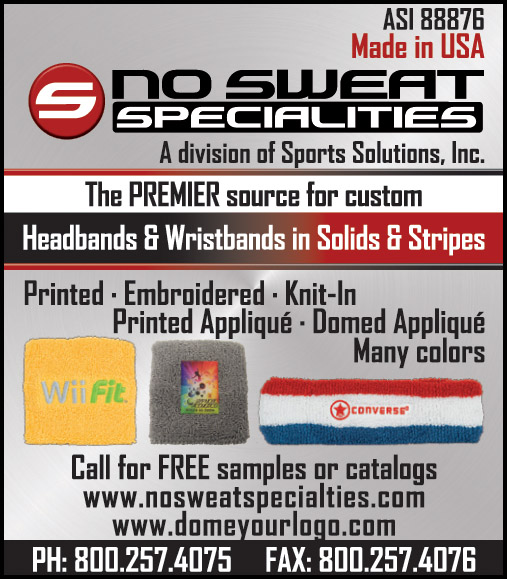 ASI 88876
Made in USA
S
NO SWEAT
SPECIALITIES
A division of Sports Solutions, Inc.
The PREMIER source for custom
Headbands & Wristbands in Solids & Stripes
Printed · Embroidered · Knit-In
Printed Appliqué · Domed Appliqué
Many colors
Wii Fit
CONVERSE®
Call for FREE samples or catalogs
www.nosweatspecialties.com
www.domeyourlogo.com
PH: 800.257.4075 FAX: 800.257.4076